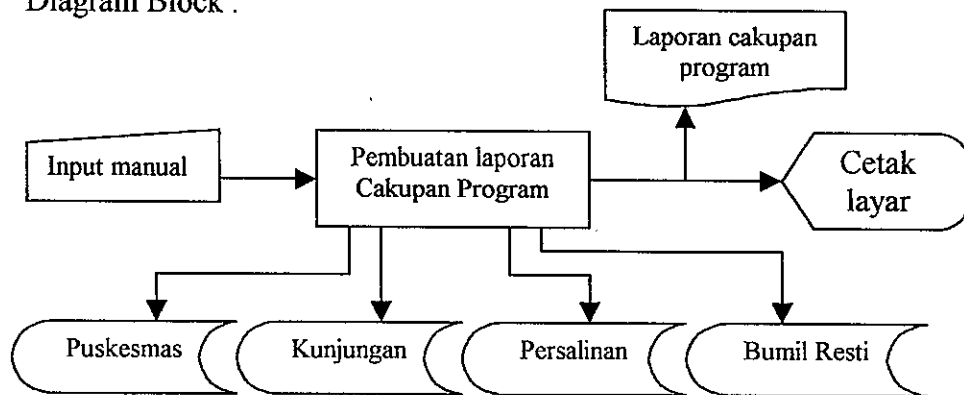 Diagram Block :
Laporan cakupan
program
Input manual
Pembuatan laporan
Cakupan Program
Cetak
layar
Puskesmas
Kunjungan
Persalinan
Bumil Resti